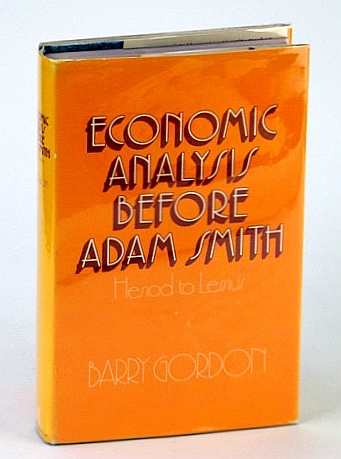 ECONOMIC
ANALYSIS
BEFORE
ADAM SMITH
Hesiod to Lessius
BARRY GORDON